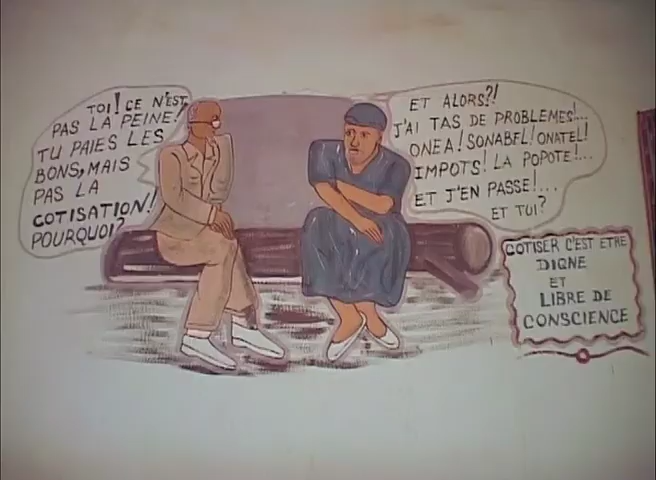 TOI! CE N'EST
PAS LA PEINE!
TU PAIES LES
BONS, MAIS
PAS LA
COTISATION!
POURQUOI?
ET ALORS?!
J'AI TAS DE PROBLEMES!...
ONEA! SONABEL! ONATEL!
IMPOTS! LA POPOTE!...
ET J'EN PASSE!...
ET TOI?
COTISER C'EST ETRE
DIGNE
ET
LIBRE DE
CONSCIENCE